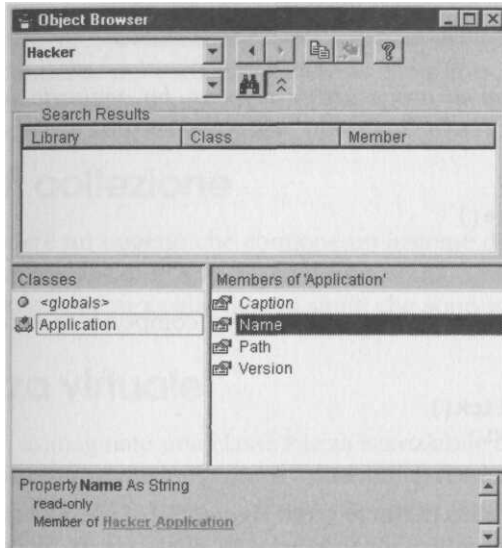 Object Browser
Hacker
Search Results
Library Class Member
Classes
<globals>
Application
Members of 'Application'
Caption
Name
Path
Version
Property Name As String
read-only
Member of Hacker.Application